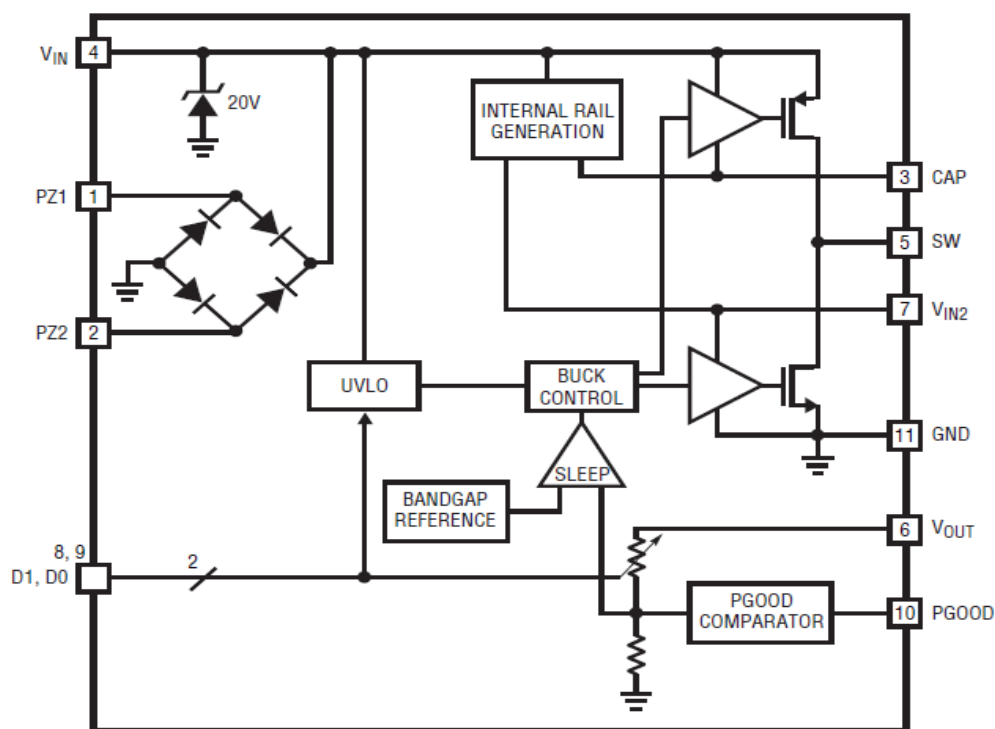 VIN 4
20V
INTERNAL RAIL
GENERATION
PZ1 1
3 CAP
5 SW
7 VIN2
PZ2 2
UVLO
BUCK
CONTROL
11 GND
SLEEP
BANDGAP
REFERENCE
6 VOUT
8, 9
D1, D0
2
PGOOD
COMPARATOR
10 PGOOD